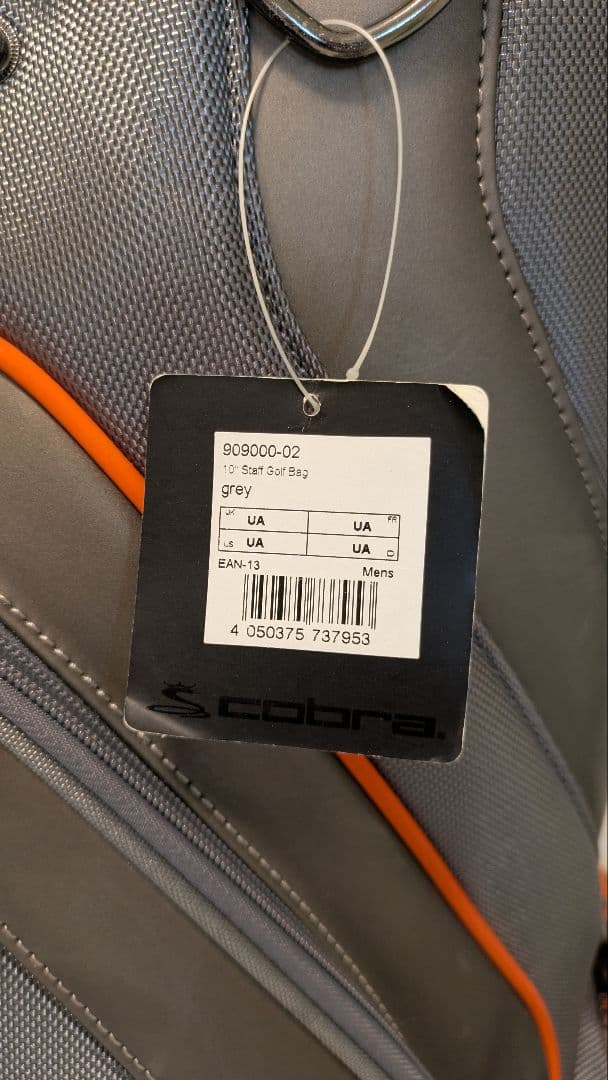 909000-02
10" Staff Golf Bag
grey
UK UA UA FR
US UA UA D
EAN-13 Mens
4 050375 737953
cobra.